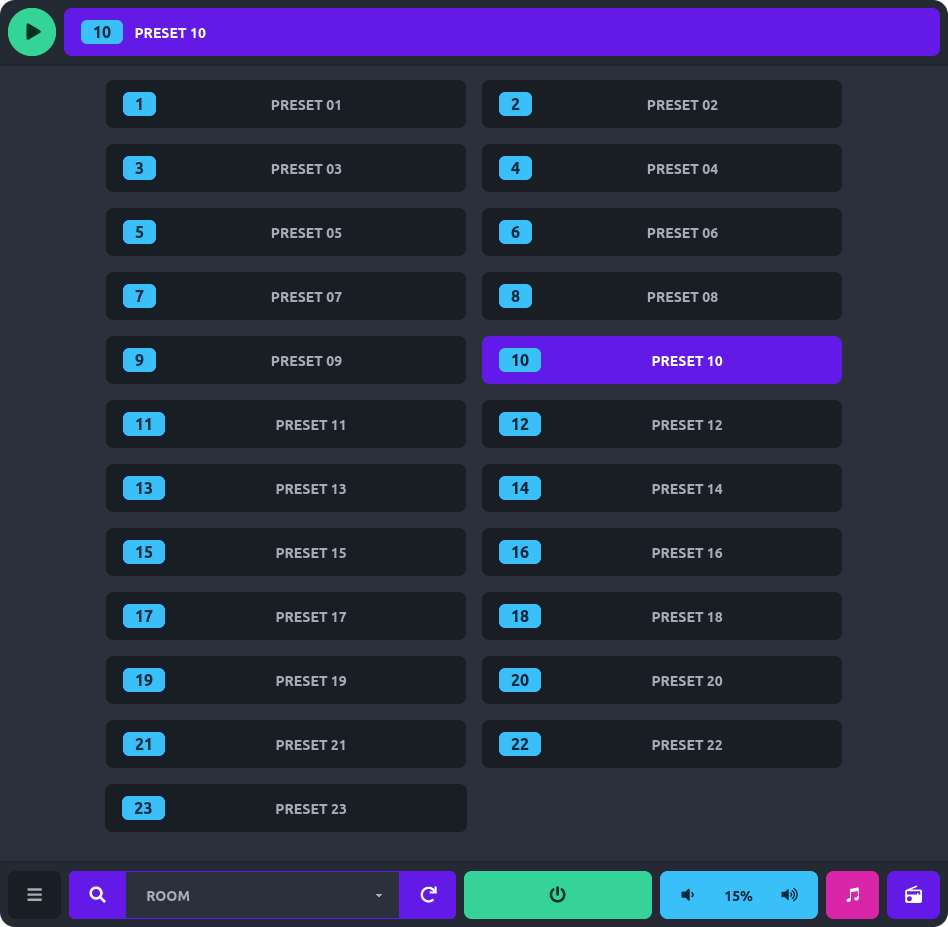 10 PRESET 10
1 PRESET 01
2 PRESET 02
3 PRESET 03
4 PRESET 04
5 PRESET 05
6 PRESET 06
7 PRESET 07
8 PRESET 08
9 PRESET 09
10 PRESET 10
11 PRESET 11
12 PRESET 12
13 PRESET 13
14 PRESET 14
15 PRESET 15
16 PRESET 16
17 PRESET 17
18 PRESET 18
19 PRESET 19
20 PRESET 20
21 PRESET 21
22 PRESET 22
23 PRESET 23
ROOM
15%